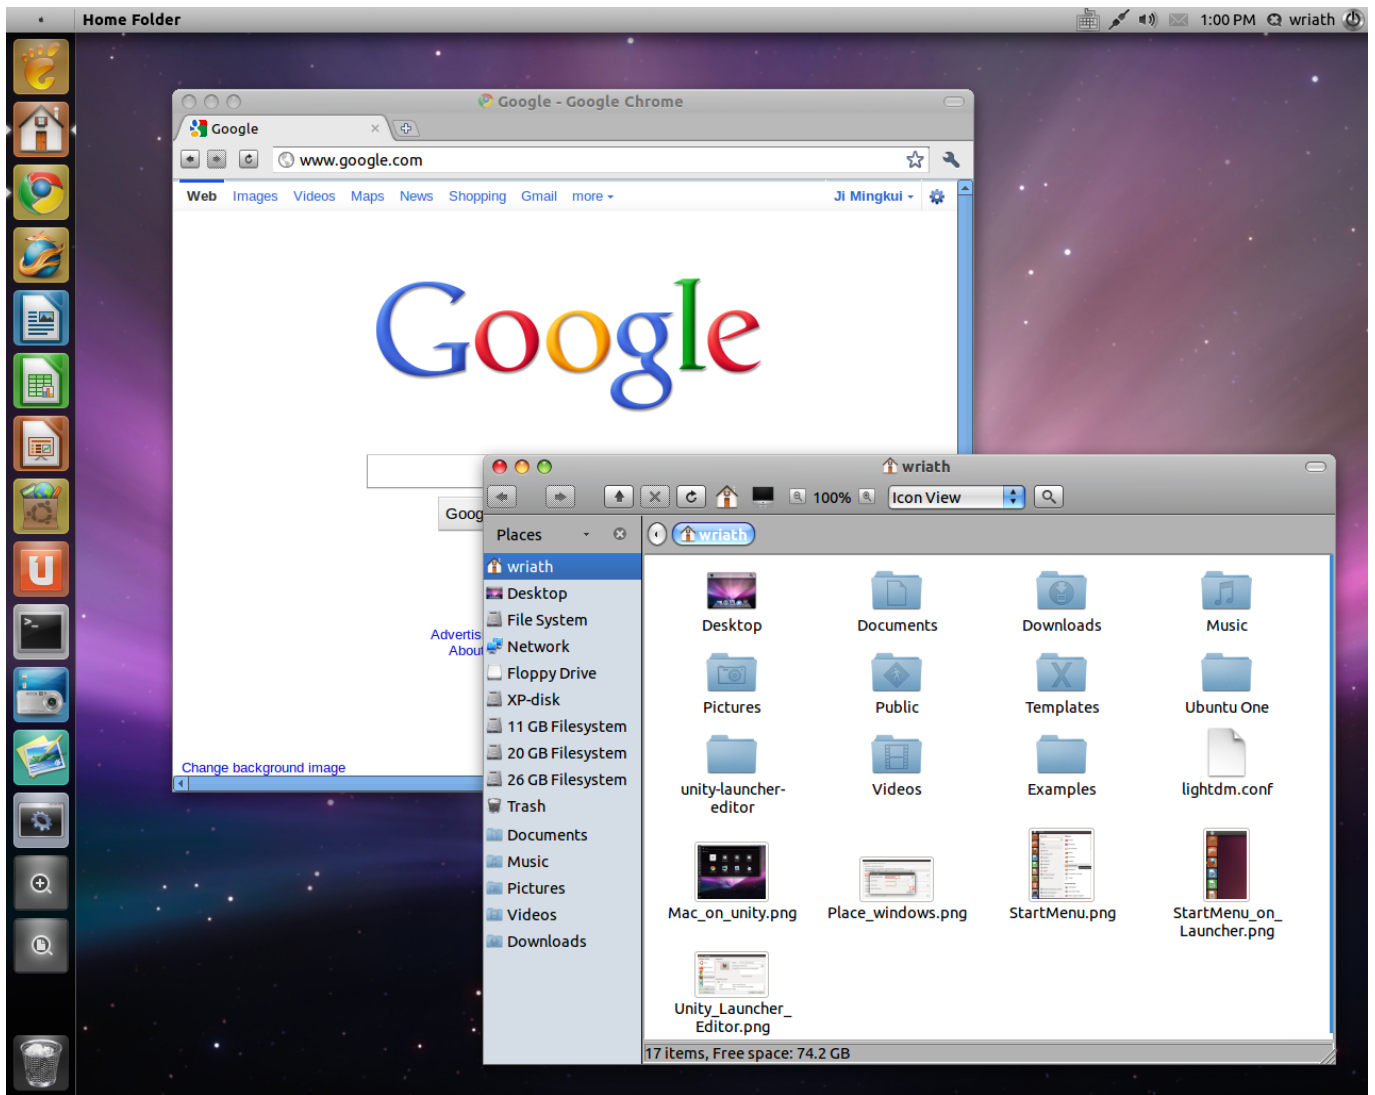 Home Folder
1:00 PM
wriath
Google - Google Chrome
Google
www.google.com
Web Images Videos Maps News Shopping Gmail more
Ji Mingkui
Google
Goog
Advertis
About
Change background image
wriath
100%
Icon View
Places
wriath
wriath
Desktop
File System
Network
Floppy Drive
XP-disk
11 GB Filesystem
20 GB Filesystem
26 GB Filesystem
Trash
Documents
Music
Pictures
Videos
Downloads
Desktop
Documents
Downloads
Music
Pictures
Public
Templates
Ubuntu One
unity-launcher-
editor
Videos
Examples
lightdm.conf
Mac_on_unity.png
Place_windows.png
StartMenu.png
StartMenu_on_
Launcher.png
Unity_Launcher_
Editor.png
17 items, Free space: 74.2 GB